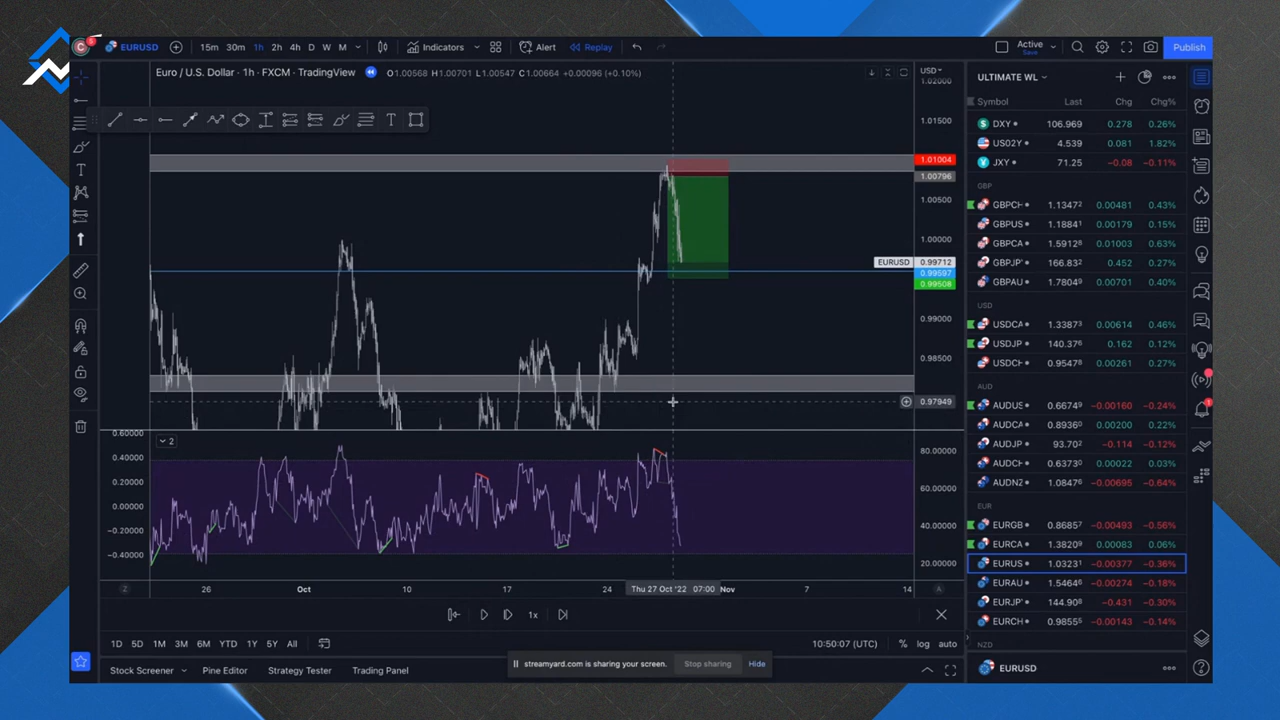 C 5 EURUSD 15m 30m 1h 2h 4h D W M Indicators Alert Replay Active Save Publish
Euro / U.S. Dollar · 1h · FXCM · TradingView O1.00568 H1.00701 L1.00547 C1.00664 +0.00096 (+0.10%) USD
1.02000
1.01500
1.01004
1.00796
1.00500
1.00000
EURUSD 0.99712
0.99597
0.99508
0.99000
0.98500
0.97949
2
0.60000
0.40000
0.20000
0.00000
−0.20000
−0.40000
80.00000
60.00000
40.00000
20.00000
Z 26 Oct 10 17 24 Thu 27 Oct '22 07:00 Nov 7 14 A
1x
1D 5D 1M 3M 6M YTD 1Y 5Y All 10:50:07 (UTC) % log auto
streamyard.com is sharing your screen. Stop sharing Hide
Stock Screener Pine Editor Strategy Tester Trading Panel
ULTIMATE WL
Symbol Last Chg Chg%
DXY 106.969 0.278 0.26%
US02Y 4.539 0.081 1.82%
JXY 71.25 −0.08 −0.11%
GBP
GBPCH 1.13472 0.00481 0.43%
GBPUS 1.18841 0.00179 0.15%
GBPCA 1.59128 0.01003 0.63%
GBPJP 166.832 0.452 0.27%
GBPAU 1.78049 0.00701 0.40%
USD
USDCA 1.33873 0.00614 0.46%
USDJP 140.376 0.162 0.12%
USDCH 0.95478 0.00261 0.27%
AUD
AUDUS 0.66749 −0.00160 −0.24%
AUDCA 0.89360 0.00200 0.22%
AUDJP 93.702 −0.114 −0.12%
AUDCH 0.63730 0.00022 0.03%
AUDN2 1.08476 −0.00695 −0.64%
EUR
EURGB 0.86857 −0.00493 −0.56%
EURCA 1.38209 0.00083 0.06%
EURUS 1.03231 −0.00377 −0.36%
EURAU 1.54646 −0.00274 −0.18%
EURJP 144.908 −0.431 −0.30%
EURCH 0.98555 −0.00143 −0.14%
NZD
EURUSD